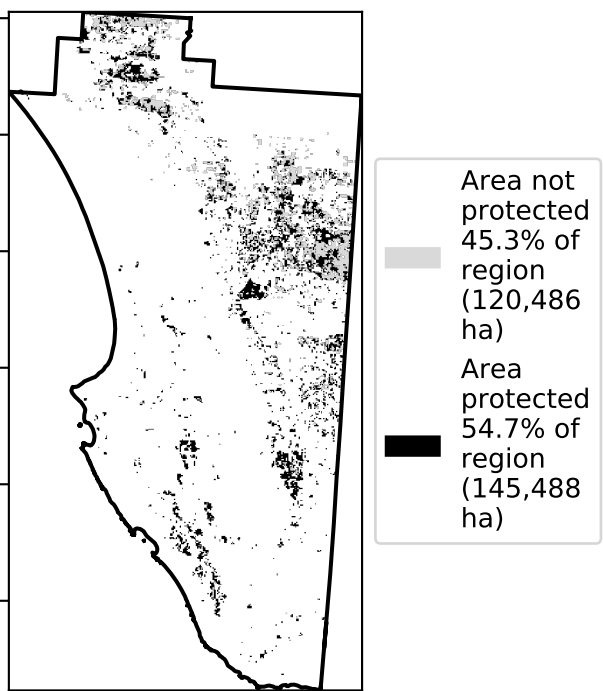 Area not
protected
45.3% of
region
(120,486
ha)
Area
protected
54.7% of
region
(145,488
ha)